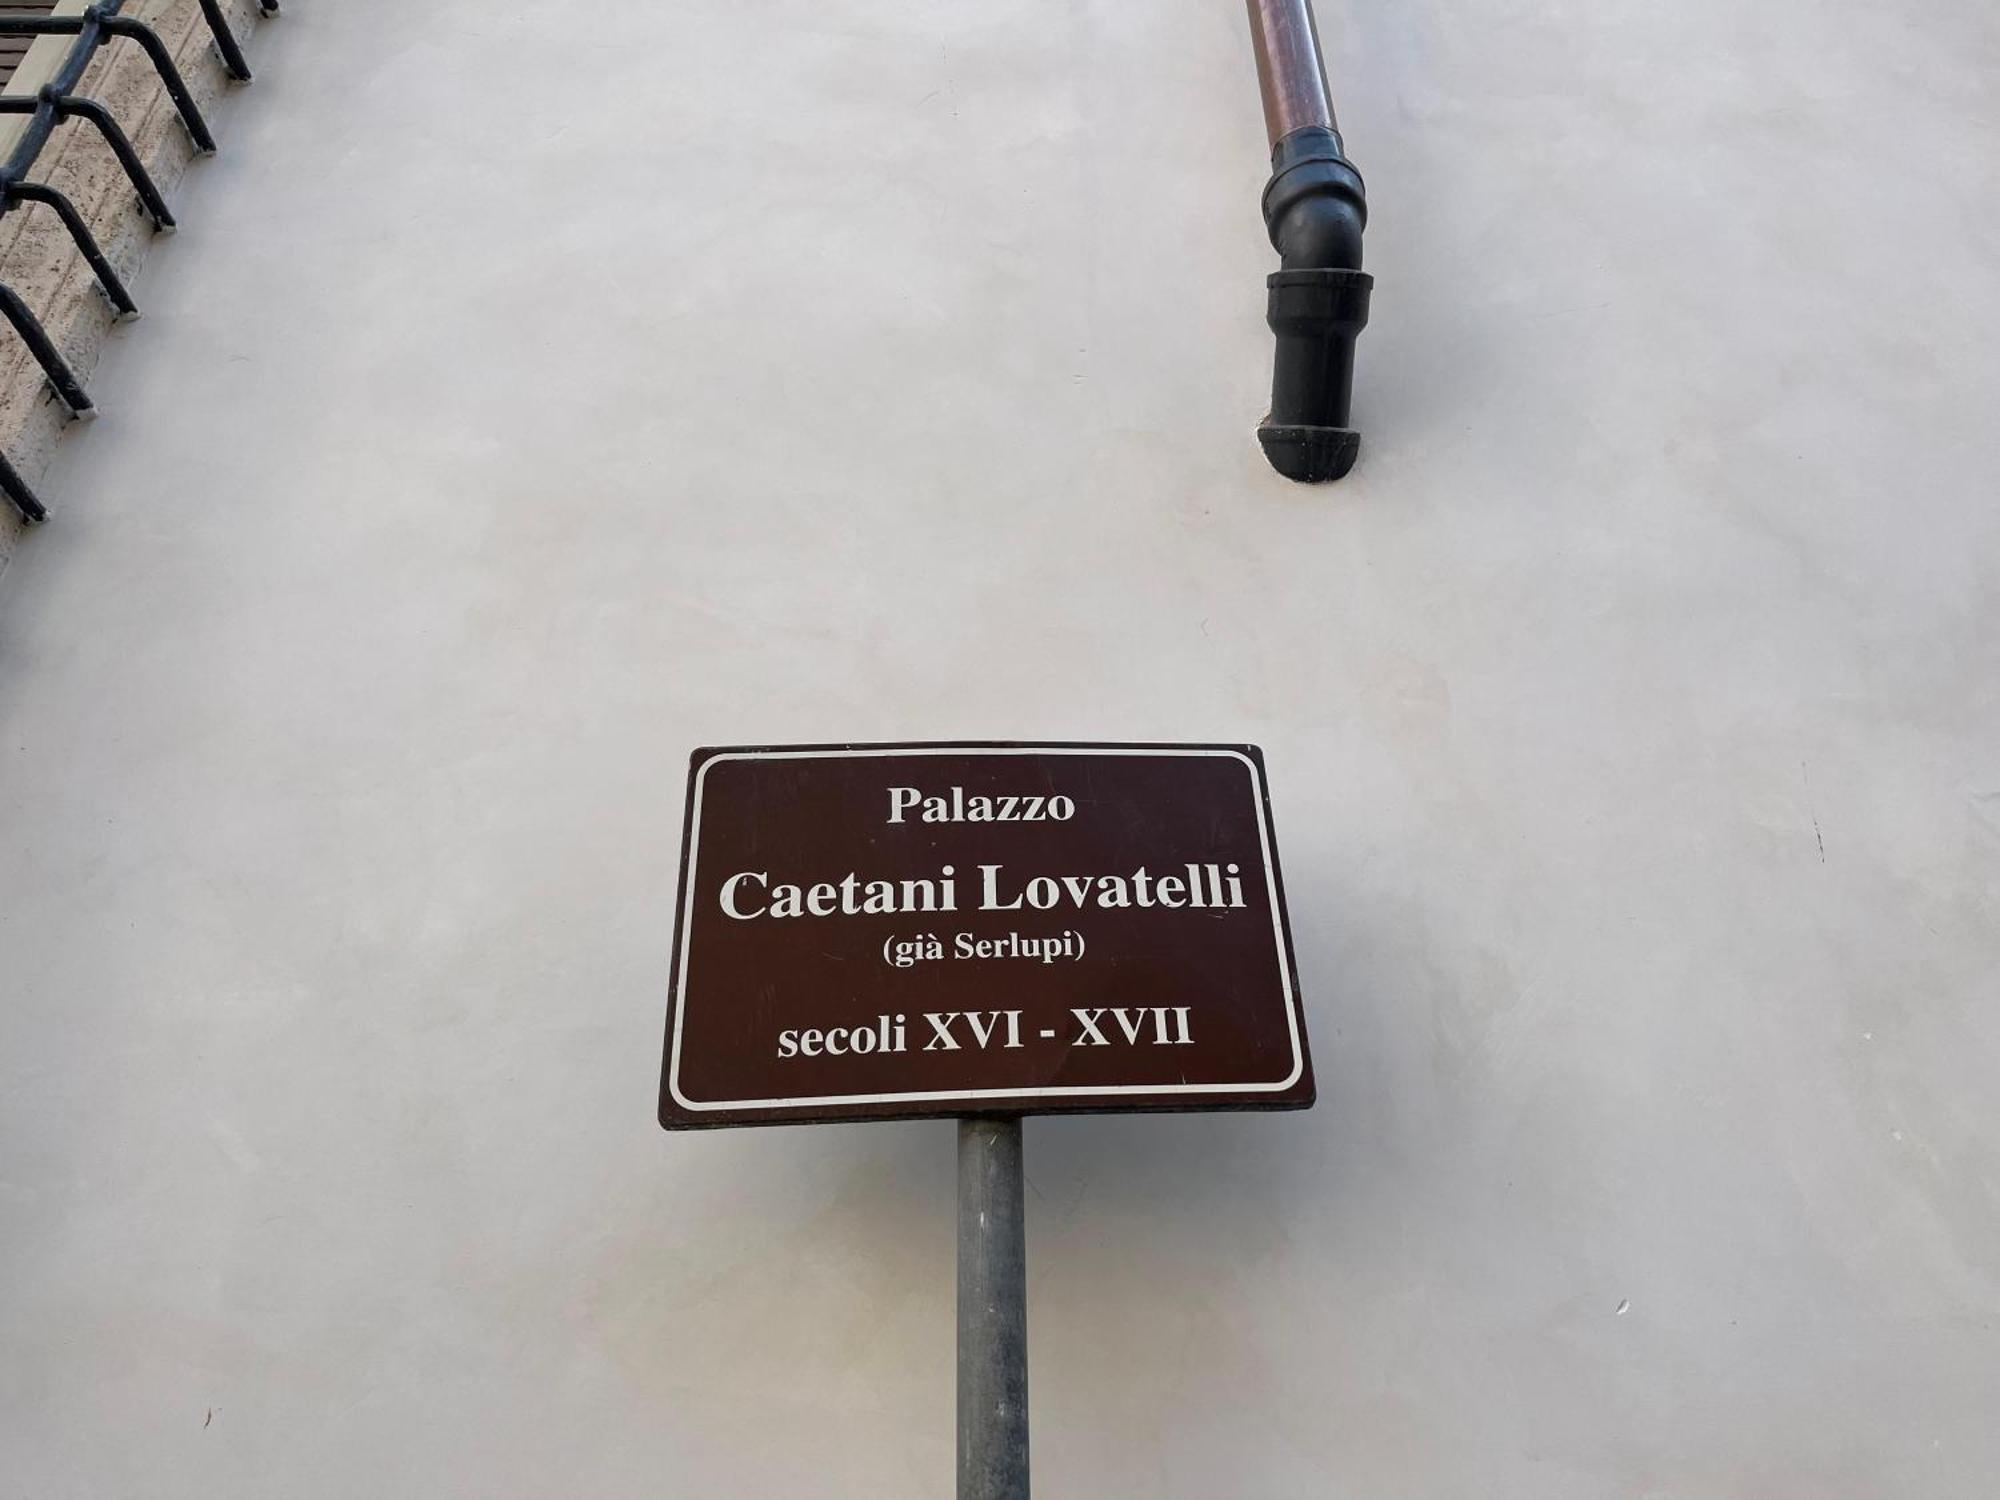 Palazzo
Caetani Lovatelli
(già Serlupi)
secoli XVI - XVII